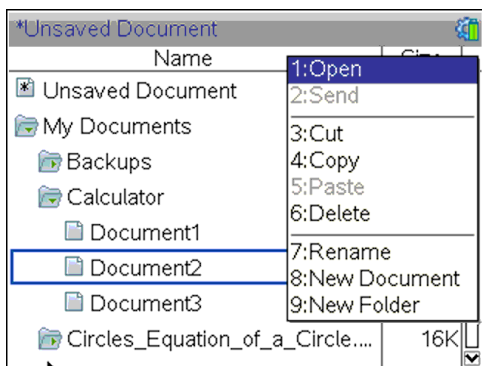 *Unsaved Document
Name
Unsaved Document
My Documents
Backups
Calculator
Document1
Document2
Document3
Circles_Equation_of_a_Circle.... 16K
1:Open
2:Send
3:Cut
4:Copy
5:Paste
6:Delete
7:Rename
8:New Document
9:New Folder